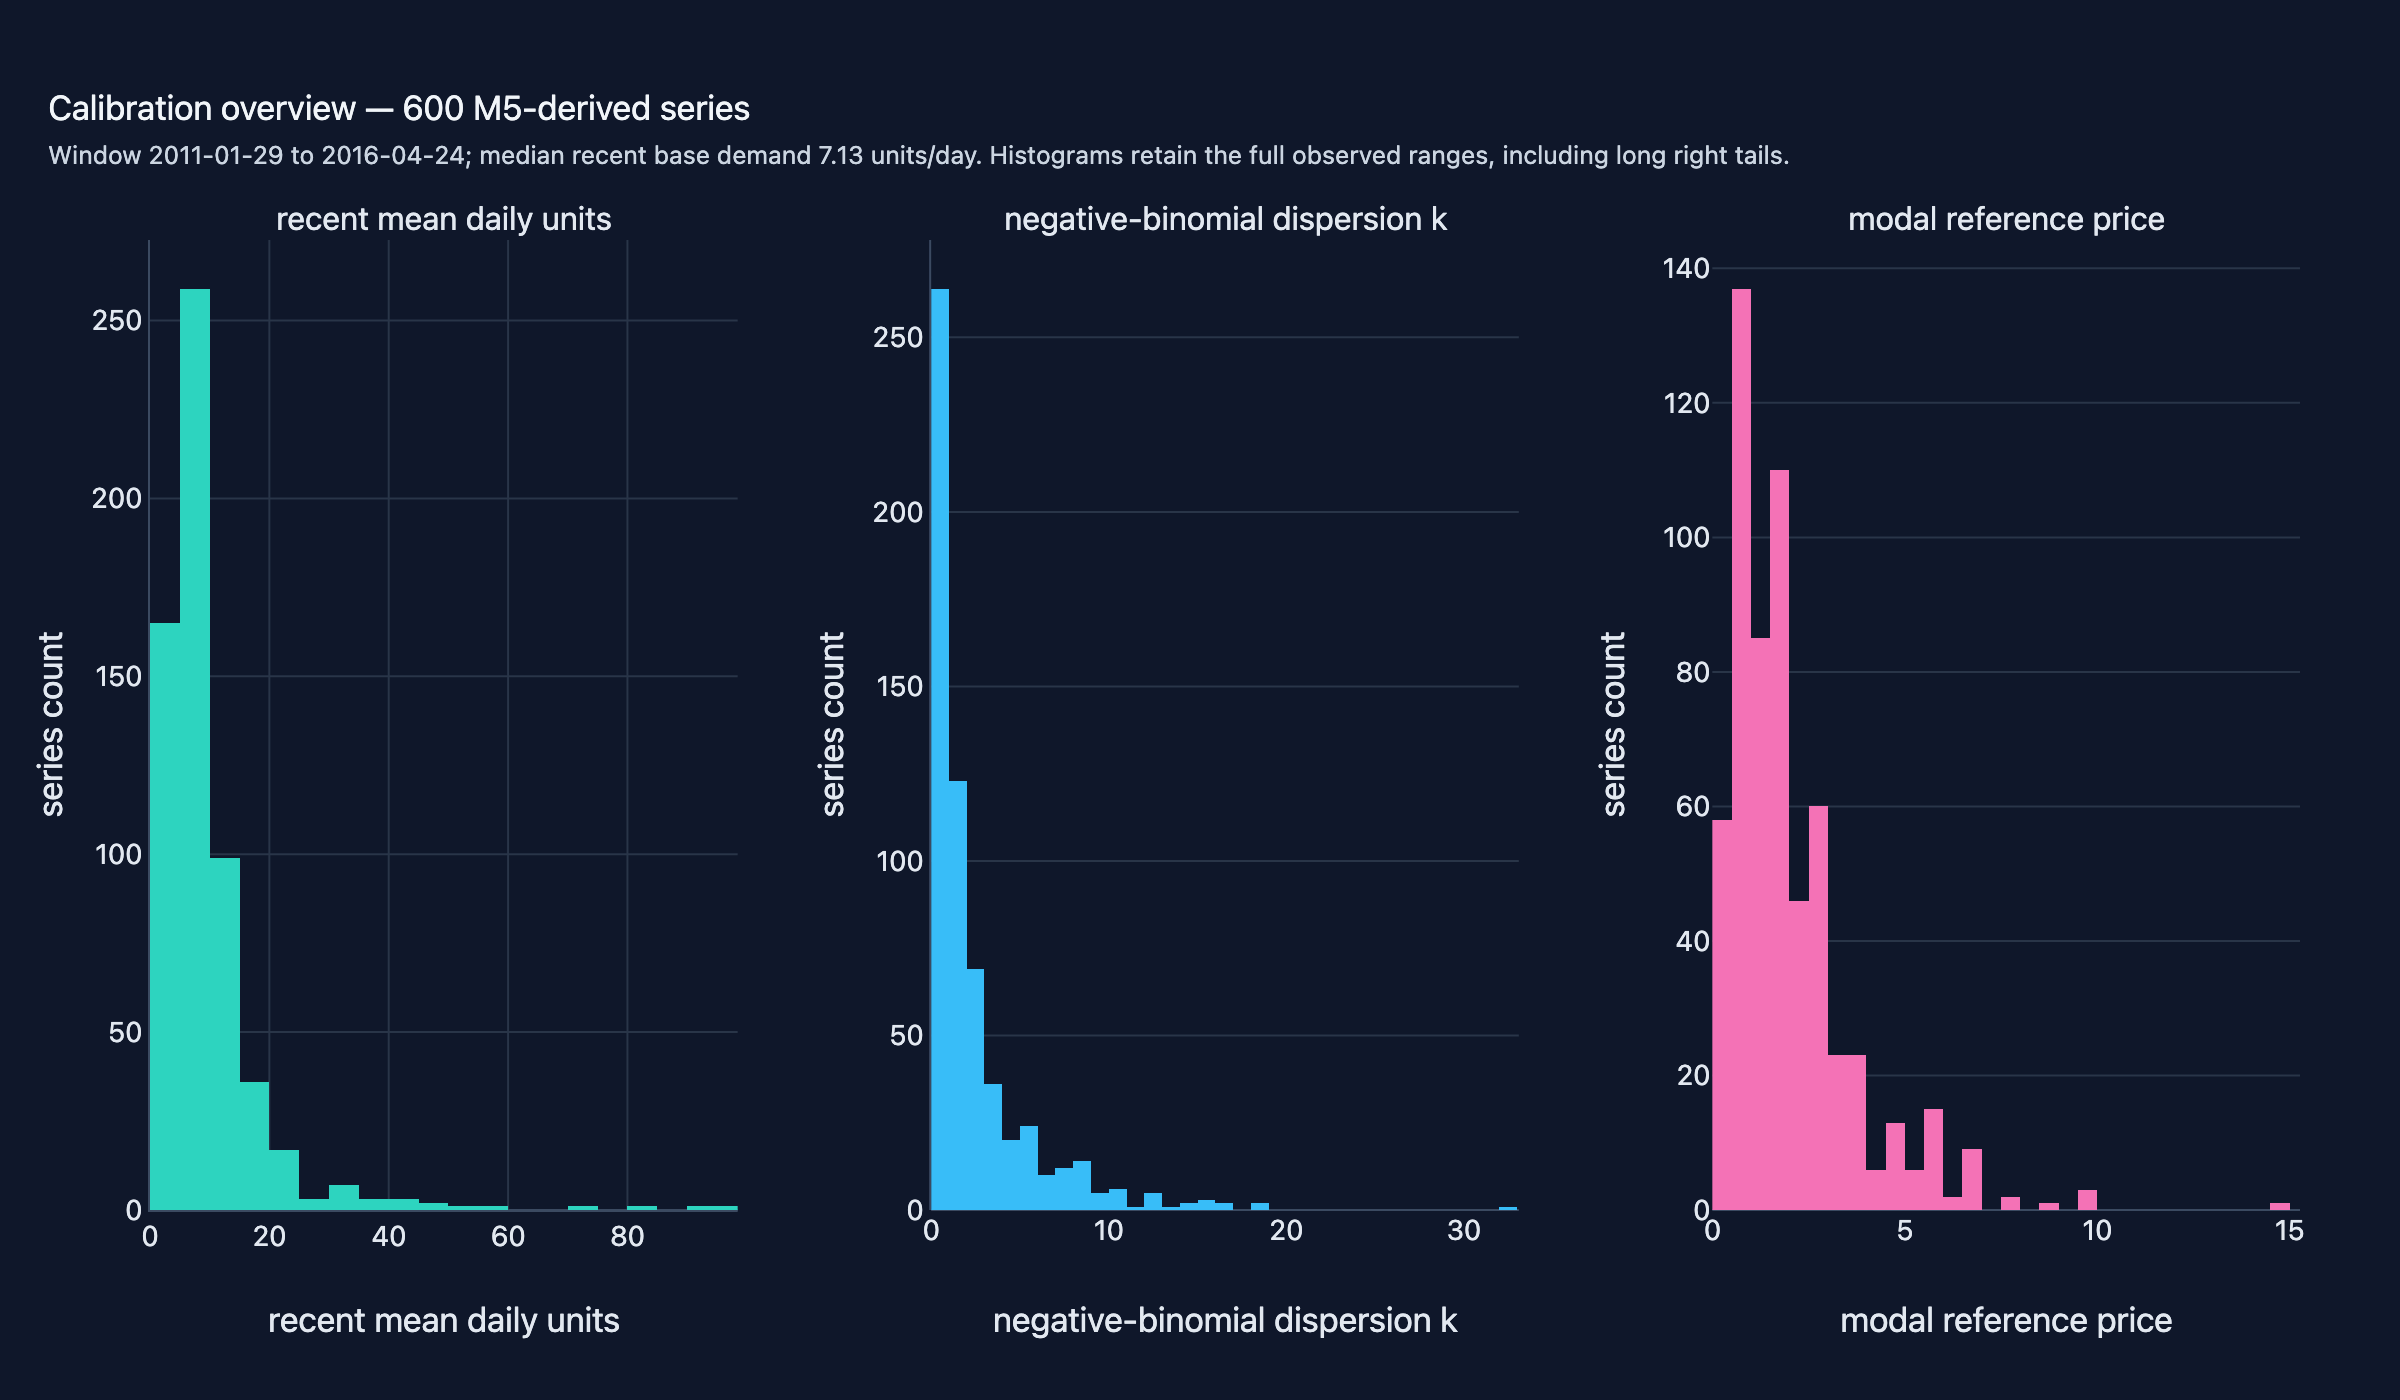 Calibration overview — 600 M5-derived series
Window 2011-01-29 to 2016-04-24; median recent base demand 7.13 units/day. Histograms retain the full observed ranges, including long right tails.
recent mean daily units
250
200
150
100
50
0
0 20 40 60 80
series count
recent mean daily units
negative-binomial dispersion k
250
200
150
100
50
0
0 10 20 30
series count
negative-binomial dispersion k
modal reference price
140
120
100
80
60
40
20
0
0 5 10 15
series count
modal reference price